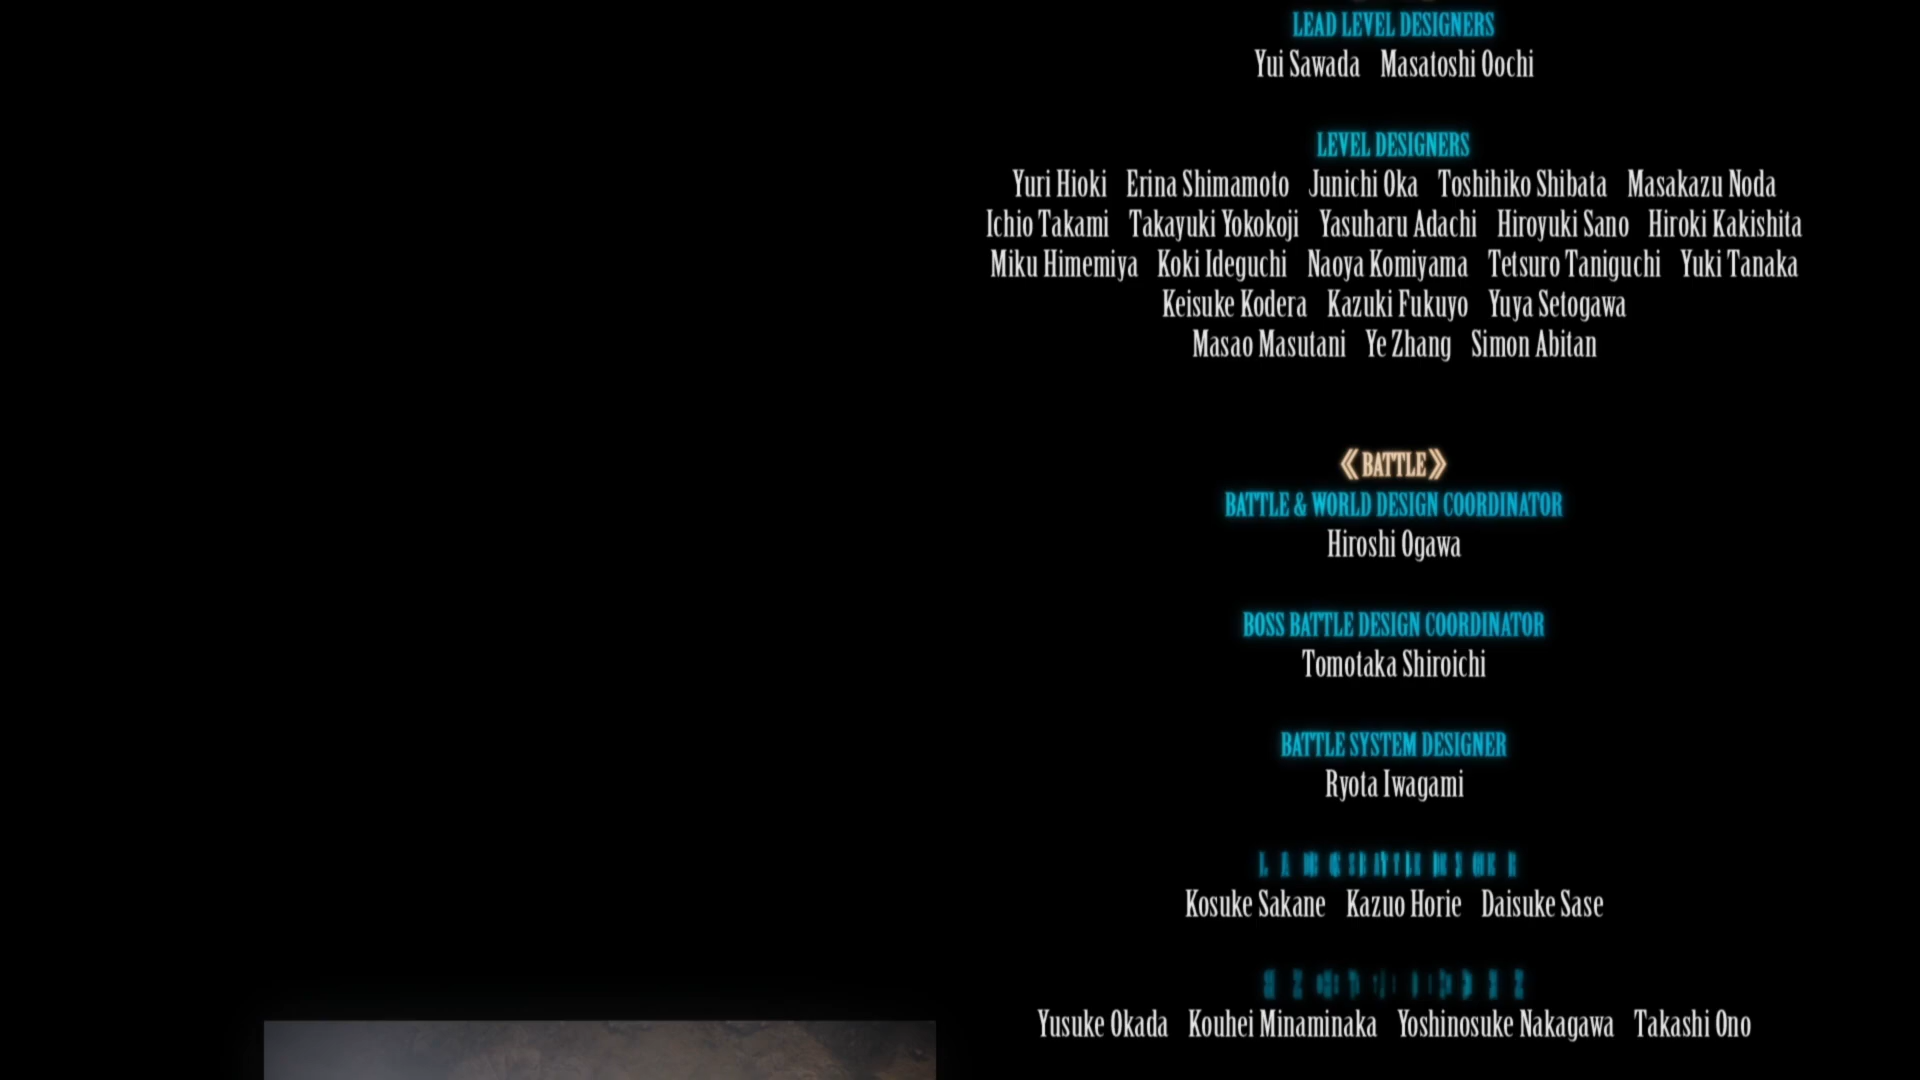 LEAD LEVEL DESIGNERS
Yui Sawada Masatoshi Oochi
LEVEL DESIGNERS
Yuri Hioki Erina Shimamoto Junichi Oka Toshihiko Shibata Masakazu Noda
Ichio Takami Takayuki Yokokoji Yasuharu Adachi Hiroyuki Sano Hiroki Kakishita
Miku Himemiya Koki Ideguchi Naoya Komiyama Tetsuro Taniguchi Yuki Tanaka
Keisuke Kodera Kazuki Fukuyo Yuya Setogawa
Masao Masutani Ye Zhang Simon Abitan
《BATTLE》
BATTLE & WORLD DESIGN COORDINATOR
Hiroshi Ogawa
BOSS BATTLE DESIGN COORDINATOR
Tomotaka Shiroichi
BATTLE SYSTEM DESIGNER
Ryota Iwagami
Kosuke Sakane Kazuo Horie Daisuke Sase
Yusuke Okada Kouhei Minaminaka Yoshinosuke Nakagawa Takashi Ono